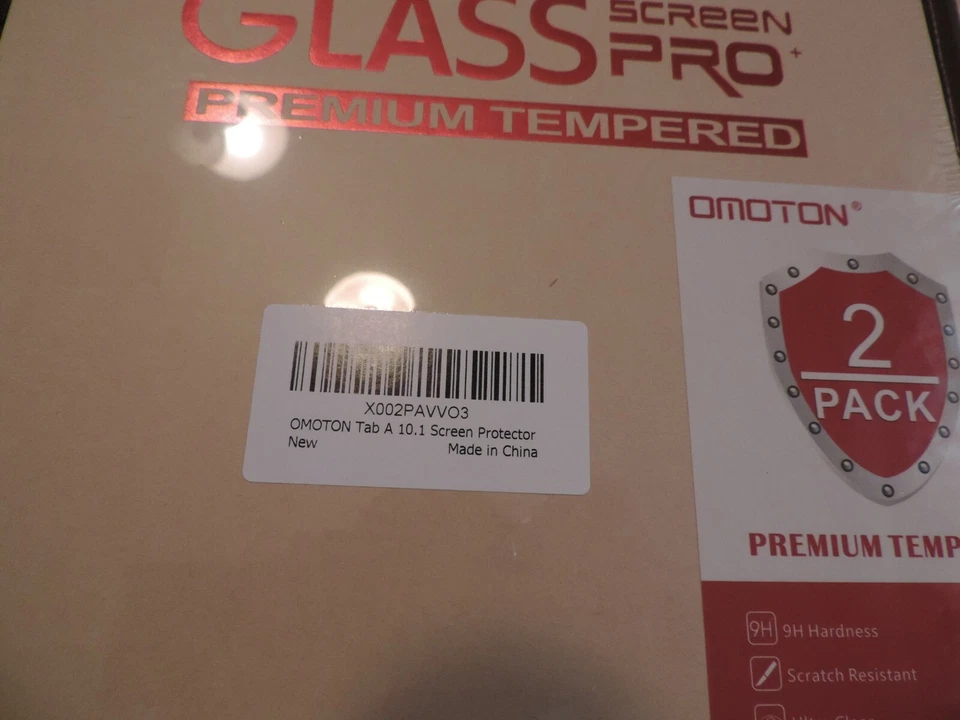 GLASS SCREEN PRO+
PREMIUM TEMPERED
OMOTON®
2
PACK
X002PAVVO3
OMOTON Tab A 10.1 Screen Protector
New Made in China
PREMIUM TEMP
9H 9H Hardness
Scratch Resistant